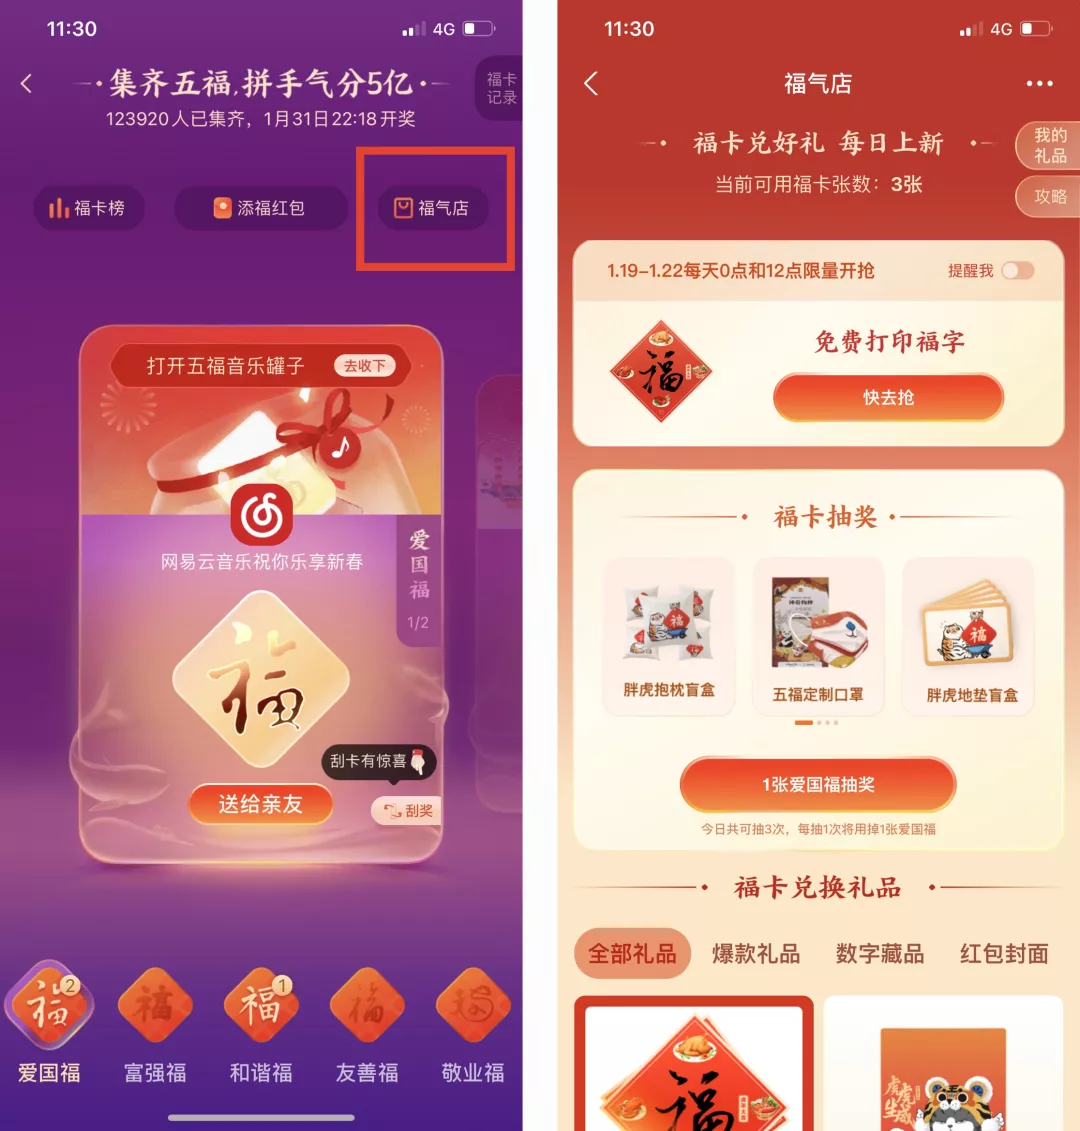 11:30
4G
集齐五福,拼手气分5亿
123920人已集齐，1月31日22:18开奖
福卡
记录
福卡榜
添福红包
福气店
打开五福音乐罐子
去收下
网易云音乐祝你乐享新春
爱国福
1/2
福
刮卡有惊喜
送给亲友
刮奖
福
2
福
福
1
福
福
爱国福
富强福
和谐福
友善福
敬业福
11:30
4G
福气店
福卡兑好礼 每日上新
当前可用福卡张数：3张
我的
礼品
攻略
1.19-1.22每天0点和12点限量开抢
提醒我
福
免费打印福字
快去抢
福卡抽奖
福
胖虎抱枕盲盒
五福定制口罩
福
胖虎地垫盲盒
1张爱国福抽奖
今日共可抽3次，每抽1次将用掉1张爱国福
福卡兑换礼品
全部礼品
爆款礼品
数字藏品
红包封面
福
虎虎
生威